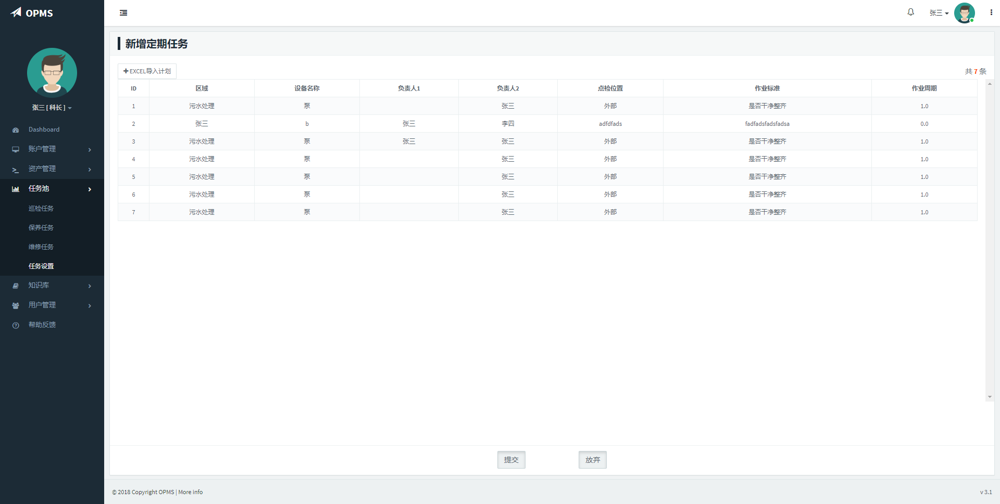 OPMS
张三
张三 [ 科长 ]
Dashboard
账户管理
资产管理
任务池
巡检任务
保养任务
维修任务
任务设置
知识库
用户管理
帮助反馈
新增定期任务
EXCEL导入计划
共 7 条
ID 区域 设备名称 负责人1 负责人2 点检位置 作业标准 作业周期
1 污水处理 泵 张三 外部 是否干净整齐 1.0
2 张三 b 张三 李四 adfdfads fadfadsfadsfadsa 0.0
3 污水处理 泵 张三 张三 外部 是否干净整齐 1.0
4 污水处理 泵 张三 外部 是否干净整齐 1.0
5 污水处理 泵 张三 外部 是否干净整齐 1.0
6 污水处理 泵 张三 外部 是否干净整齐 1.0
7 污水处理 泵 张三 外部 是否干净整齐 1.0
提交 放弃
© 2018 Copyright OPMS | More info
v 3.1